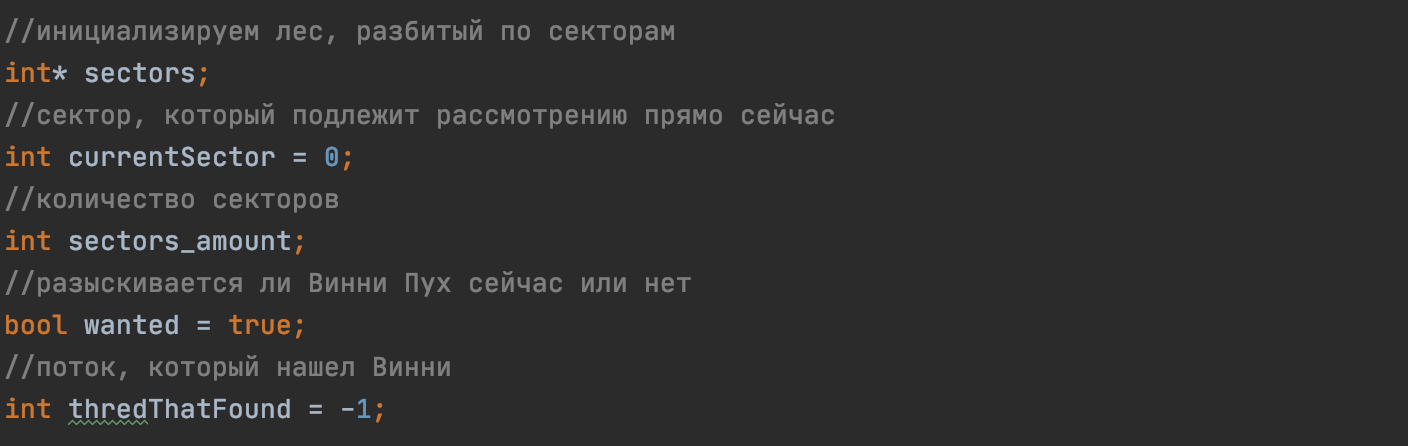 //инициализируем лес, разбитый по секторам
int* sectors;
//сектор, который подлежит рассмотрению прямо сейчас
int currentSector = 0;
//количество секторов
int sectors_amount;
//разыскивается ли Винни Пух сейчас или нет
bool wanted = true;
//поток, который нашел Винни
int thredThatFound = -1;